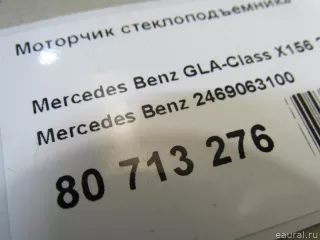 Моторчик стеклоподъемника
Mercedes Benz GLA-Class X156
Mercedes Benz 2469063100
80 713 276
eaural.ru